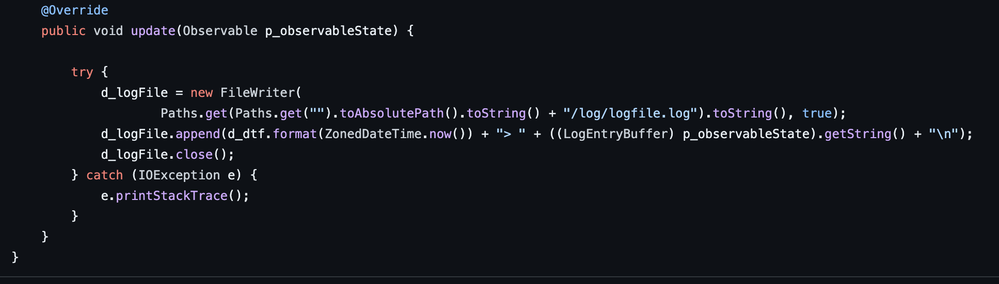 @Override
public void update(Observable p_observableState) {
try {
d_logFile = new FileWriter(
Paths.get(Paths.get("").toAbsolutePath().toString() + "/log/logfile.log").toString(), true);
d_logFile.append(d_dtf.format(ZonedDateTime.now()) + "> " + ((LogEntryBuffer) p_observableState).getString() + "\n");
d_logFile.close();
} catch (IOException e) {
e.printStackTrace();
}
}
}